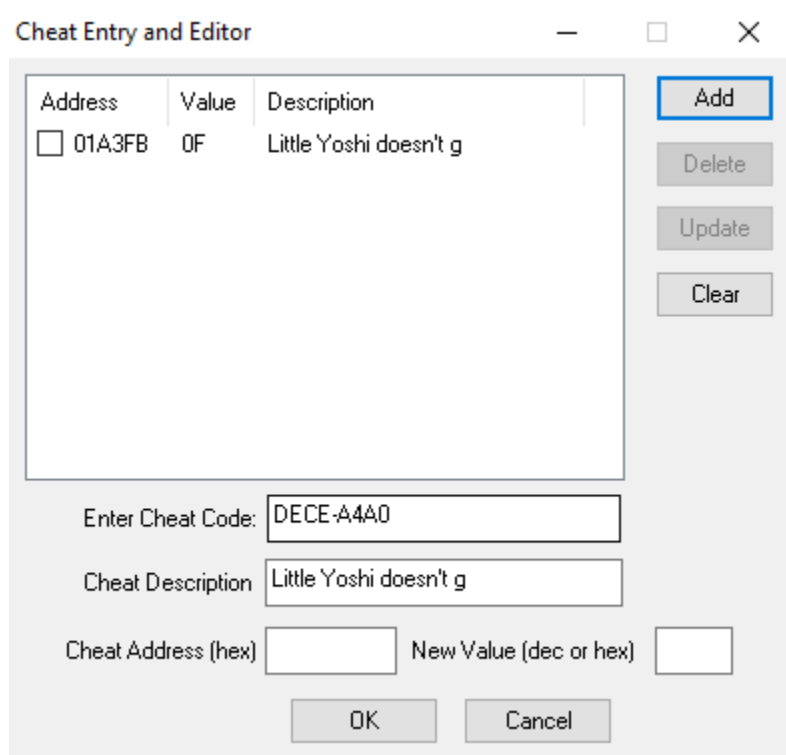 Cheat Entry and Editor
Address Value Description
01A3FB 0F Little Yoshi doesn't g
Add
Delete
Update
Clear
Enter Cheat Code: DECE-A4A0
Cheat Description Little Yoshi doesn't g
Cheat Address (hex) New Value (dec or hex)
OK Cancel